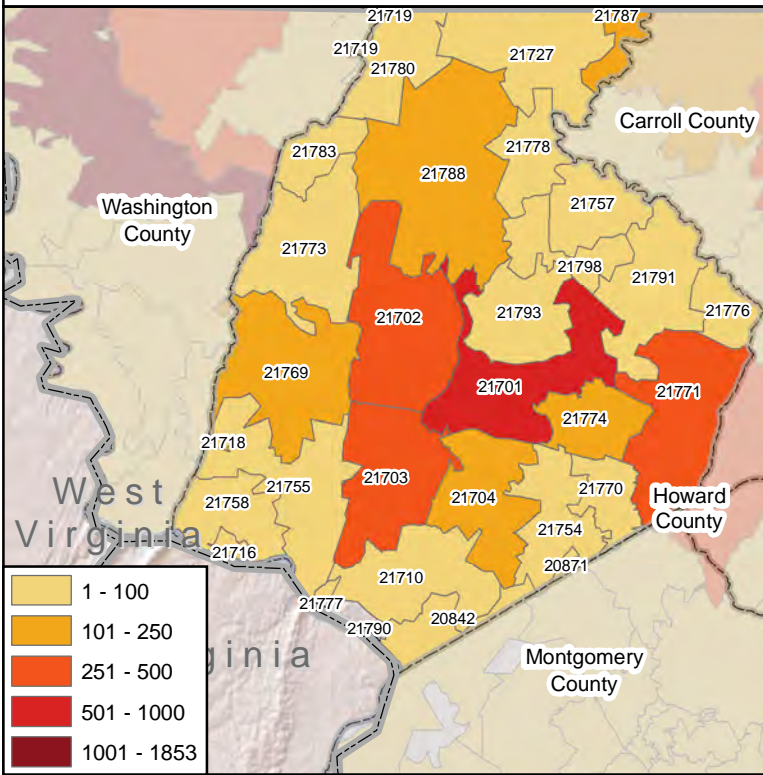 21719
21787
21719
21727
21780
Carroll County
21783
21778
21788
21757
Washington
County
21773
21798
21791
21776
21793
21702
21769
21701
21771
21774
21718
21703
21755
West
21770
21758
21704
Howard
County
Virginia
21754
21716
20871
21710
1 - 100
21777
20842
21790
101 - 250
ginia
Montgomery
County
251 - 500
501 - 1000
1001 - 1853